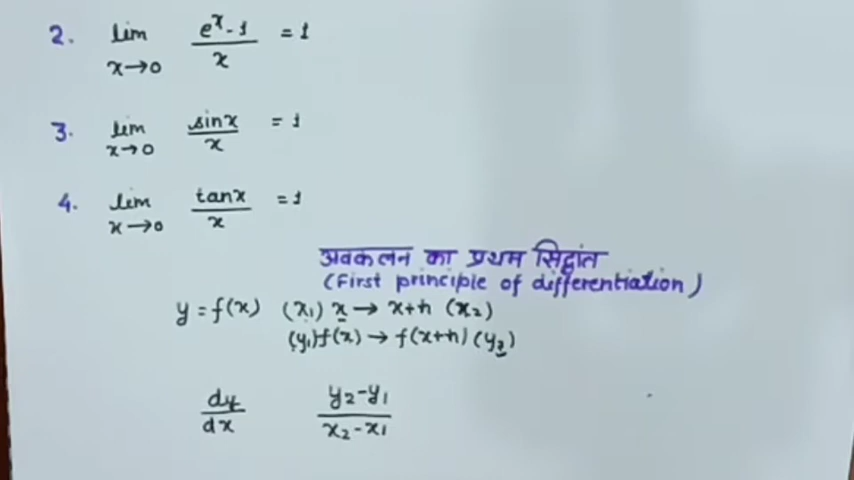 2. lim x→0 e^x-1/x = 1
3. lim x→0 sinx/x = 1
4. lim x→0 tanx/x = 1
अवकलन का प्रथम सिद्धांत
(First principle of differentiation)
y = f(x) (x₁) x → x+h (x₂)
(y₁) f(x) → f(x+h) (y₂)
dy/dx y₂-y₁/x₂-x₁